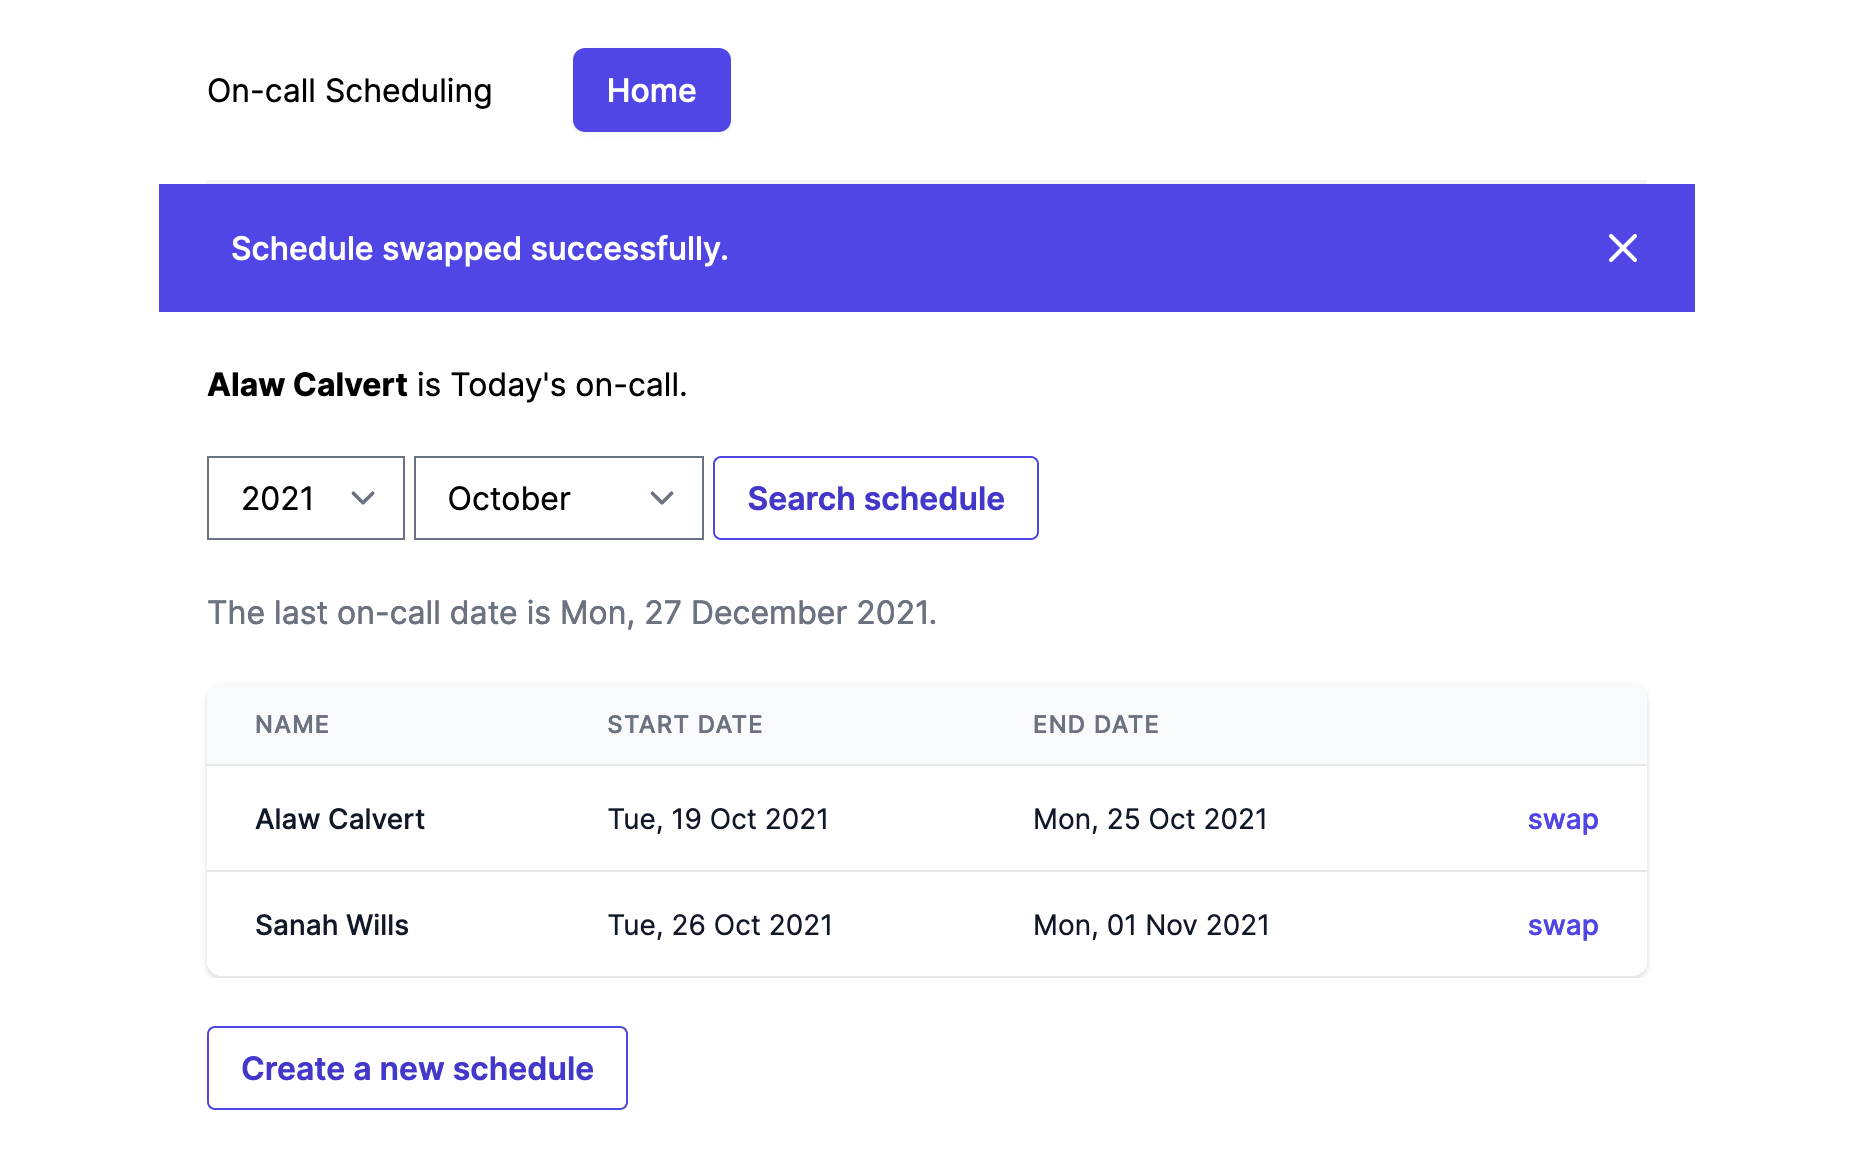 On-call Scheduling Home
Schedule swapped successfully.
Alaw Calvert is Today's on-call.
2021 October Search schedule
The last on-call date is Mon, 27 December 2021.
NAME START DATE END DATE
Alaw Calvert Tue, 19 Oct 2021 Mon, 25 Oct 2021 swap
Sanah Wills Tue, 26 Oct 2021 Mon, 01 Nov 2021 swap
Create a new schedule